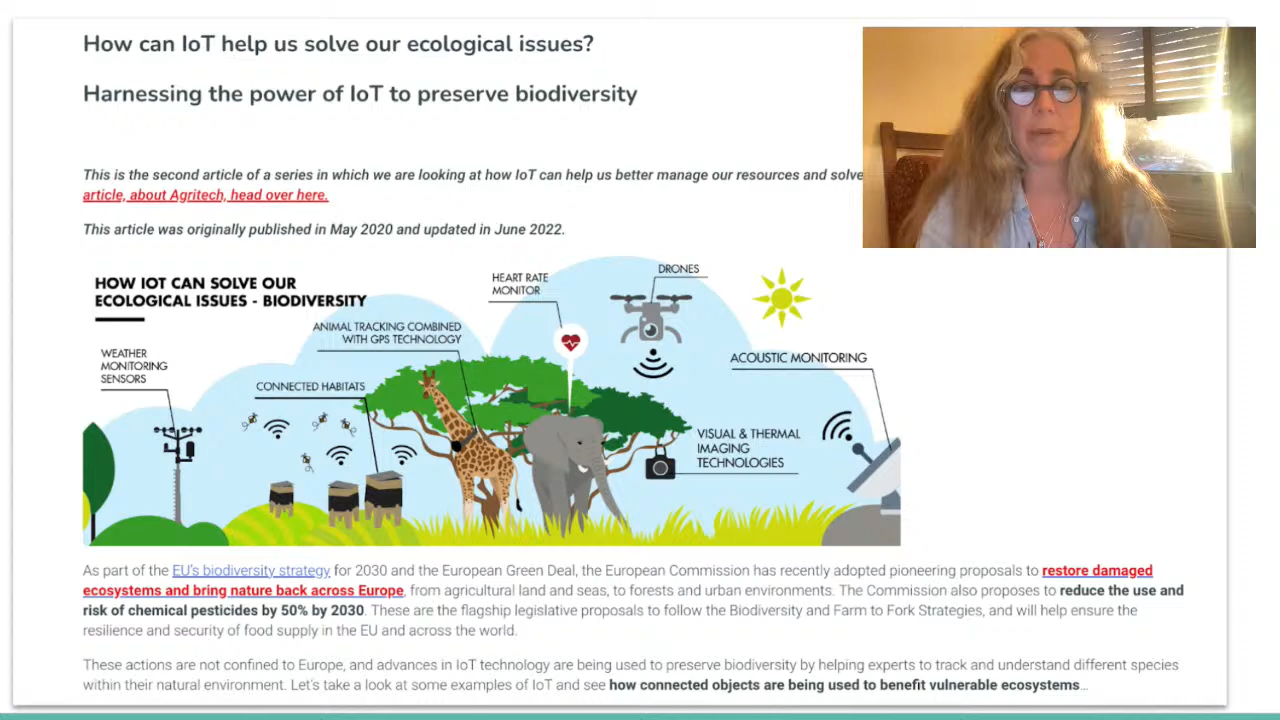 How can IoT help us solve our ecological issues?
Harnessing the power of IoT to preserve biodiversity
This is the second article of a series in which we are looking at how IoT can help us better manage our resources and solve
article, about Agritech, head over here.
This article was originally published in May 2020 and updated in June 2022.
HOW IOT CAN SOLVE OUR
ECOLOGICAL ISSUES - BIODIVERSITY
HEART RATE
MONITOR
DRONES
ANIMAL TRACKING COMBINED
WITH GPS TECHNOLOGY
WEATHER
MONITORING
SENSORS
CONNECTED HABITATS
ACOUSTIC MONITORING
VISUAL & THERMAL
IMAGING
TECHNOLOGIES
As part of the EU's biodiversity strategy for 2030 and the European Green Deal, the European Commission has recently adopted pioneering proposals to restore damaged
ecosystems and bring nature back across Europe, from agricultural land and seas, to forests and urban environments. The Commission also proposes to reduce the use and
risk of chemical pesticides by 50% by 2030. These are the flagship legislative proposals to follow the Biodiversity and Farm to Fork Strategies, and will help ensure the
resilience and security of food supply in the EU and across the world.
These actions are not confined to Europe, and advances in IoT technology are being used to preserve biodiversity by helping experts to track and understand different species
within their natural environment. Let's take a look at some examples of IoT and see how connected objects are being used to benefit vulnerable ecosystems...